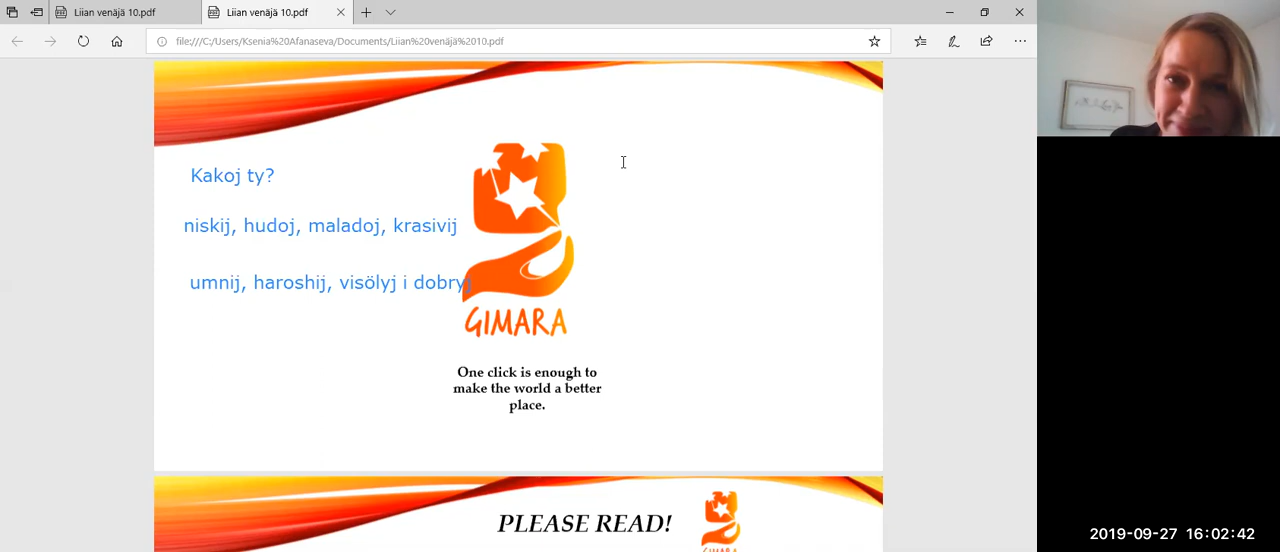 Liian venäjä 10.pdf
Liian venäjä 10.pdf
file:///C:/Users/Ksenia%20Afanaseva/Documents/Liian%20venäjä%2010.pdf
Kakoj ty?
niskij, hudoj, maladoj, krasivij
umnij, haroshij, visölyj i dobryj
GIMARA
One click is enough to
make the world a better
place.
PLEASE READ!
GIMARA
2019-09-27 16:02:42